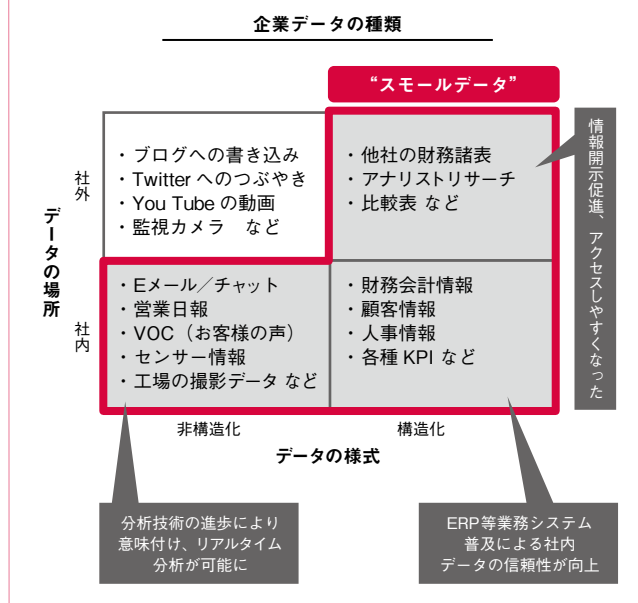 企業データの種類
“スモールデータ”
・ブログへの書き込み
・Twitter へのつぶやき
・You Tube の動画
・監視カメラ　など
・他社の財務諸表
・アナリストリサーチ
・比較表 など
情報開示促進、アクセスしやすくなった
社外
データの場所
社内
・Eメール／チャット
・営業日報
・VOC（お客様の声）
・センサー情報
・工場の撮影データ など
・財務会計情報
・顧客情報
・人事情報
・各種 KPI など
非構造化
構造化
データの様式
分析技術の進歩により
意味付け、リアルタイム
分析が可能に
ERP等業務システム
普及による社内
データの信頼性が向上